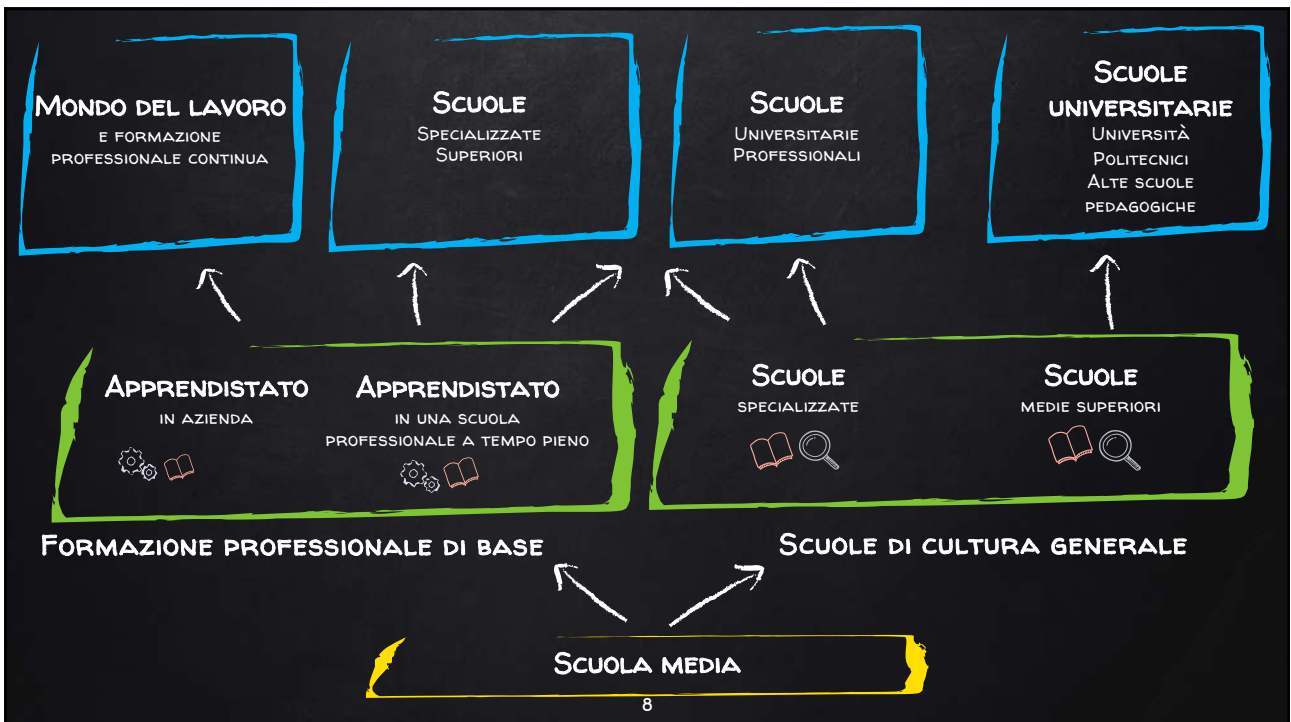 Mondo del lavoro
e formazione
professionale continua
Scuole
Specializzate
Superiori
Scuole
Universitarie
Professionali
Scuole
universitarie
Università
Politecnici
Alte scuole
pedagogiche
Apprendistato
in azienda
Apprendistato
in una scuola
professionale a tempo pieno
Scuole
specializzate
Scuole
medie superiori
Formazione professionale di base
Scuole di cultura generale
Scuola media
8